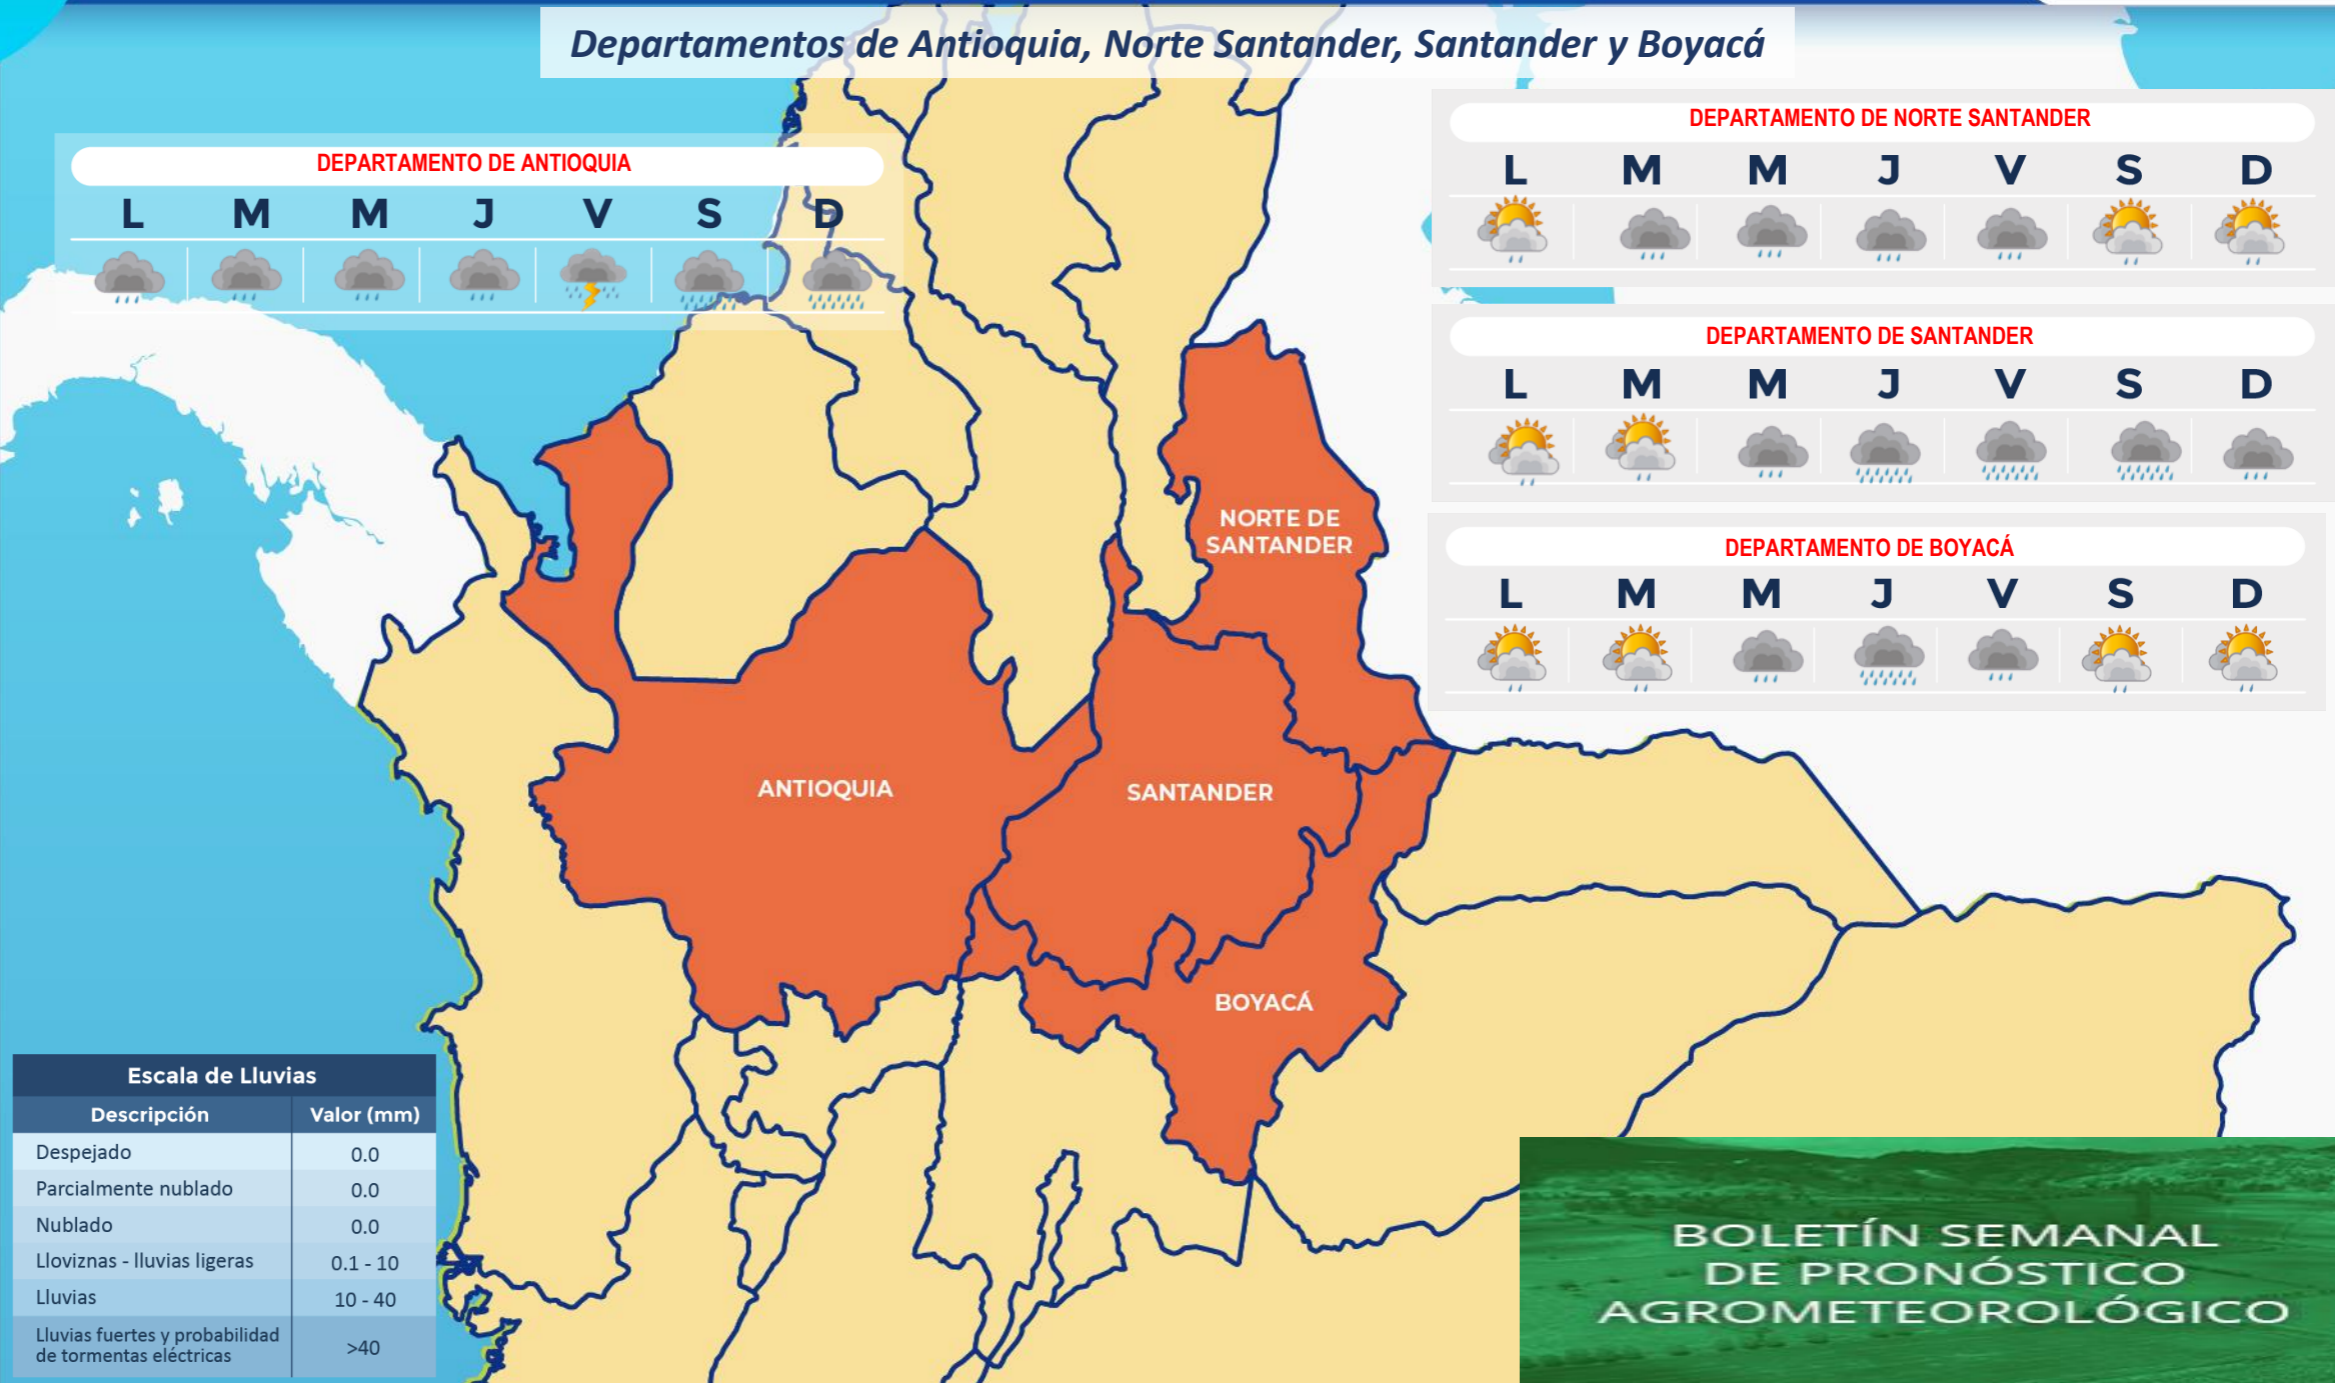 Departamentos de Antioquia, Norte Santander, Santander y Boyacá
DEPARTAMENTO DE ANTIOQUIA
L M M J V S D
DEPARTAMENTO DE NORTE SANTANDER
L M M J V S D
DEPARTAMENTO DE SANTANDER
L M M J V S D
DEPARTAMENTO DE BOYACÁ
L M M J V S D
NORTE DE
SANTANDER
ANTIOQUIA
SANTANDER
BOYACÁ
Escala de Lluvias
Descripción Valor (mm)
Despejado 0.0
Parcialmente nublado 0.0
Nublado 0.0
Lloviznas - lluvias ligeras 0.1 - 10
Lluvias 10 - 40
Lluvias fuertes y probabilidad
de tormentas eléctricas >40
BOLETÍN SEMANAL
DE PRONÓSTICO
AGROMETEOROLÓGICO